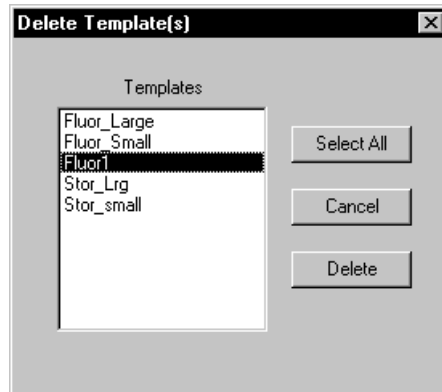 Delete Template(s)
Templates
Fluor_Large
Fluor_Small
Fluor1
Stor_Lrg
Stor_small
Select All
Cancel
Delete